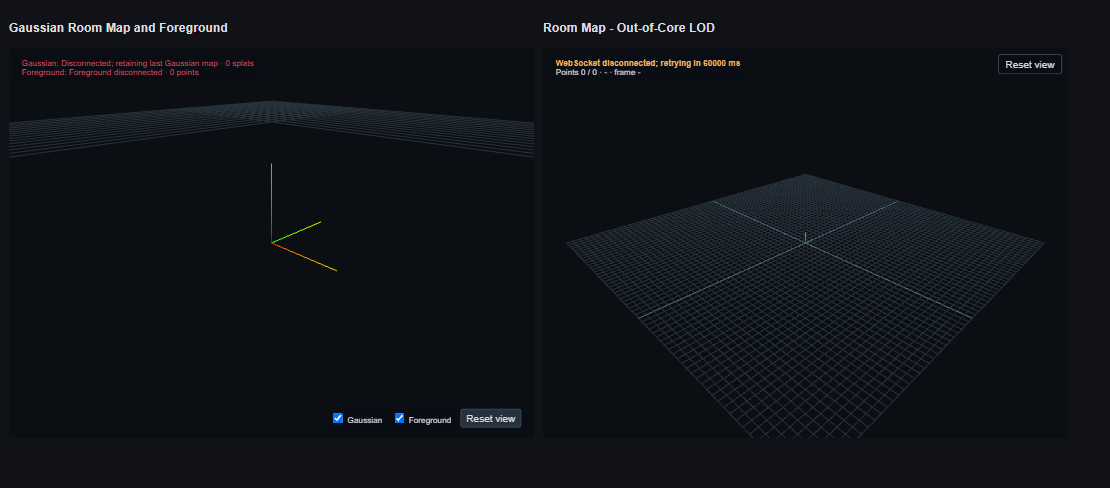 Gaussian Room Map and Foreground
Gaussian: Disconnected; retaining last Gaussian map · 0 splats
Foreground: Foreground disconnected · 0 points
Gaussian
Foreground
Reset view
Room Map - Out-of-Core LOD
WebSocket disconnected; retrying in 60000 ms
Points 0 / 0 · - · frame -
Reset view